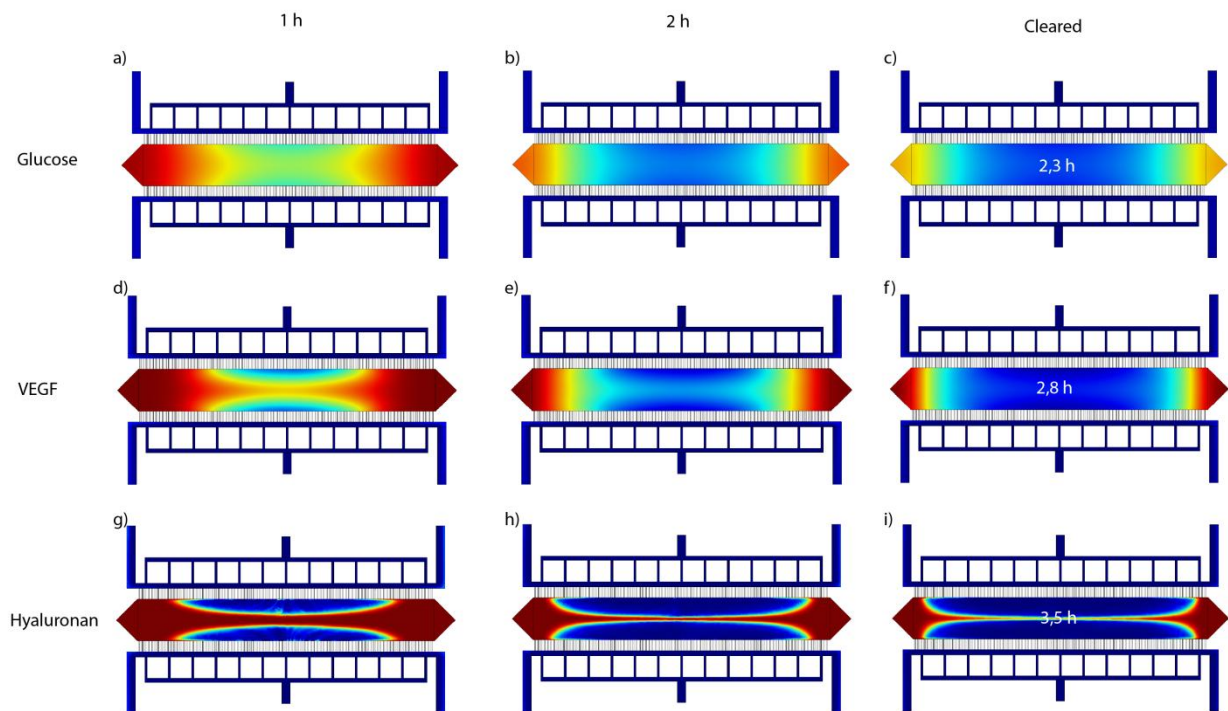 1 h
2 h
Cleared
a)
b)
c)
Glucose
2,3 h
d)
e)
f)
VEGF
2,8 h
g)
h)
i)
Hyaluronan
3,5 h